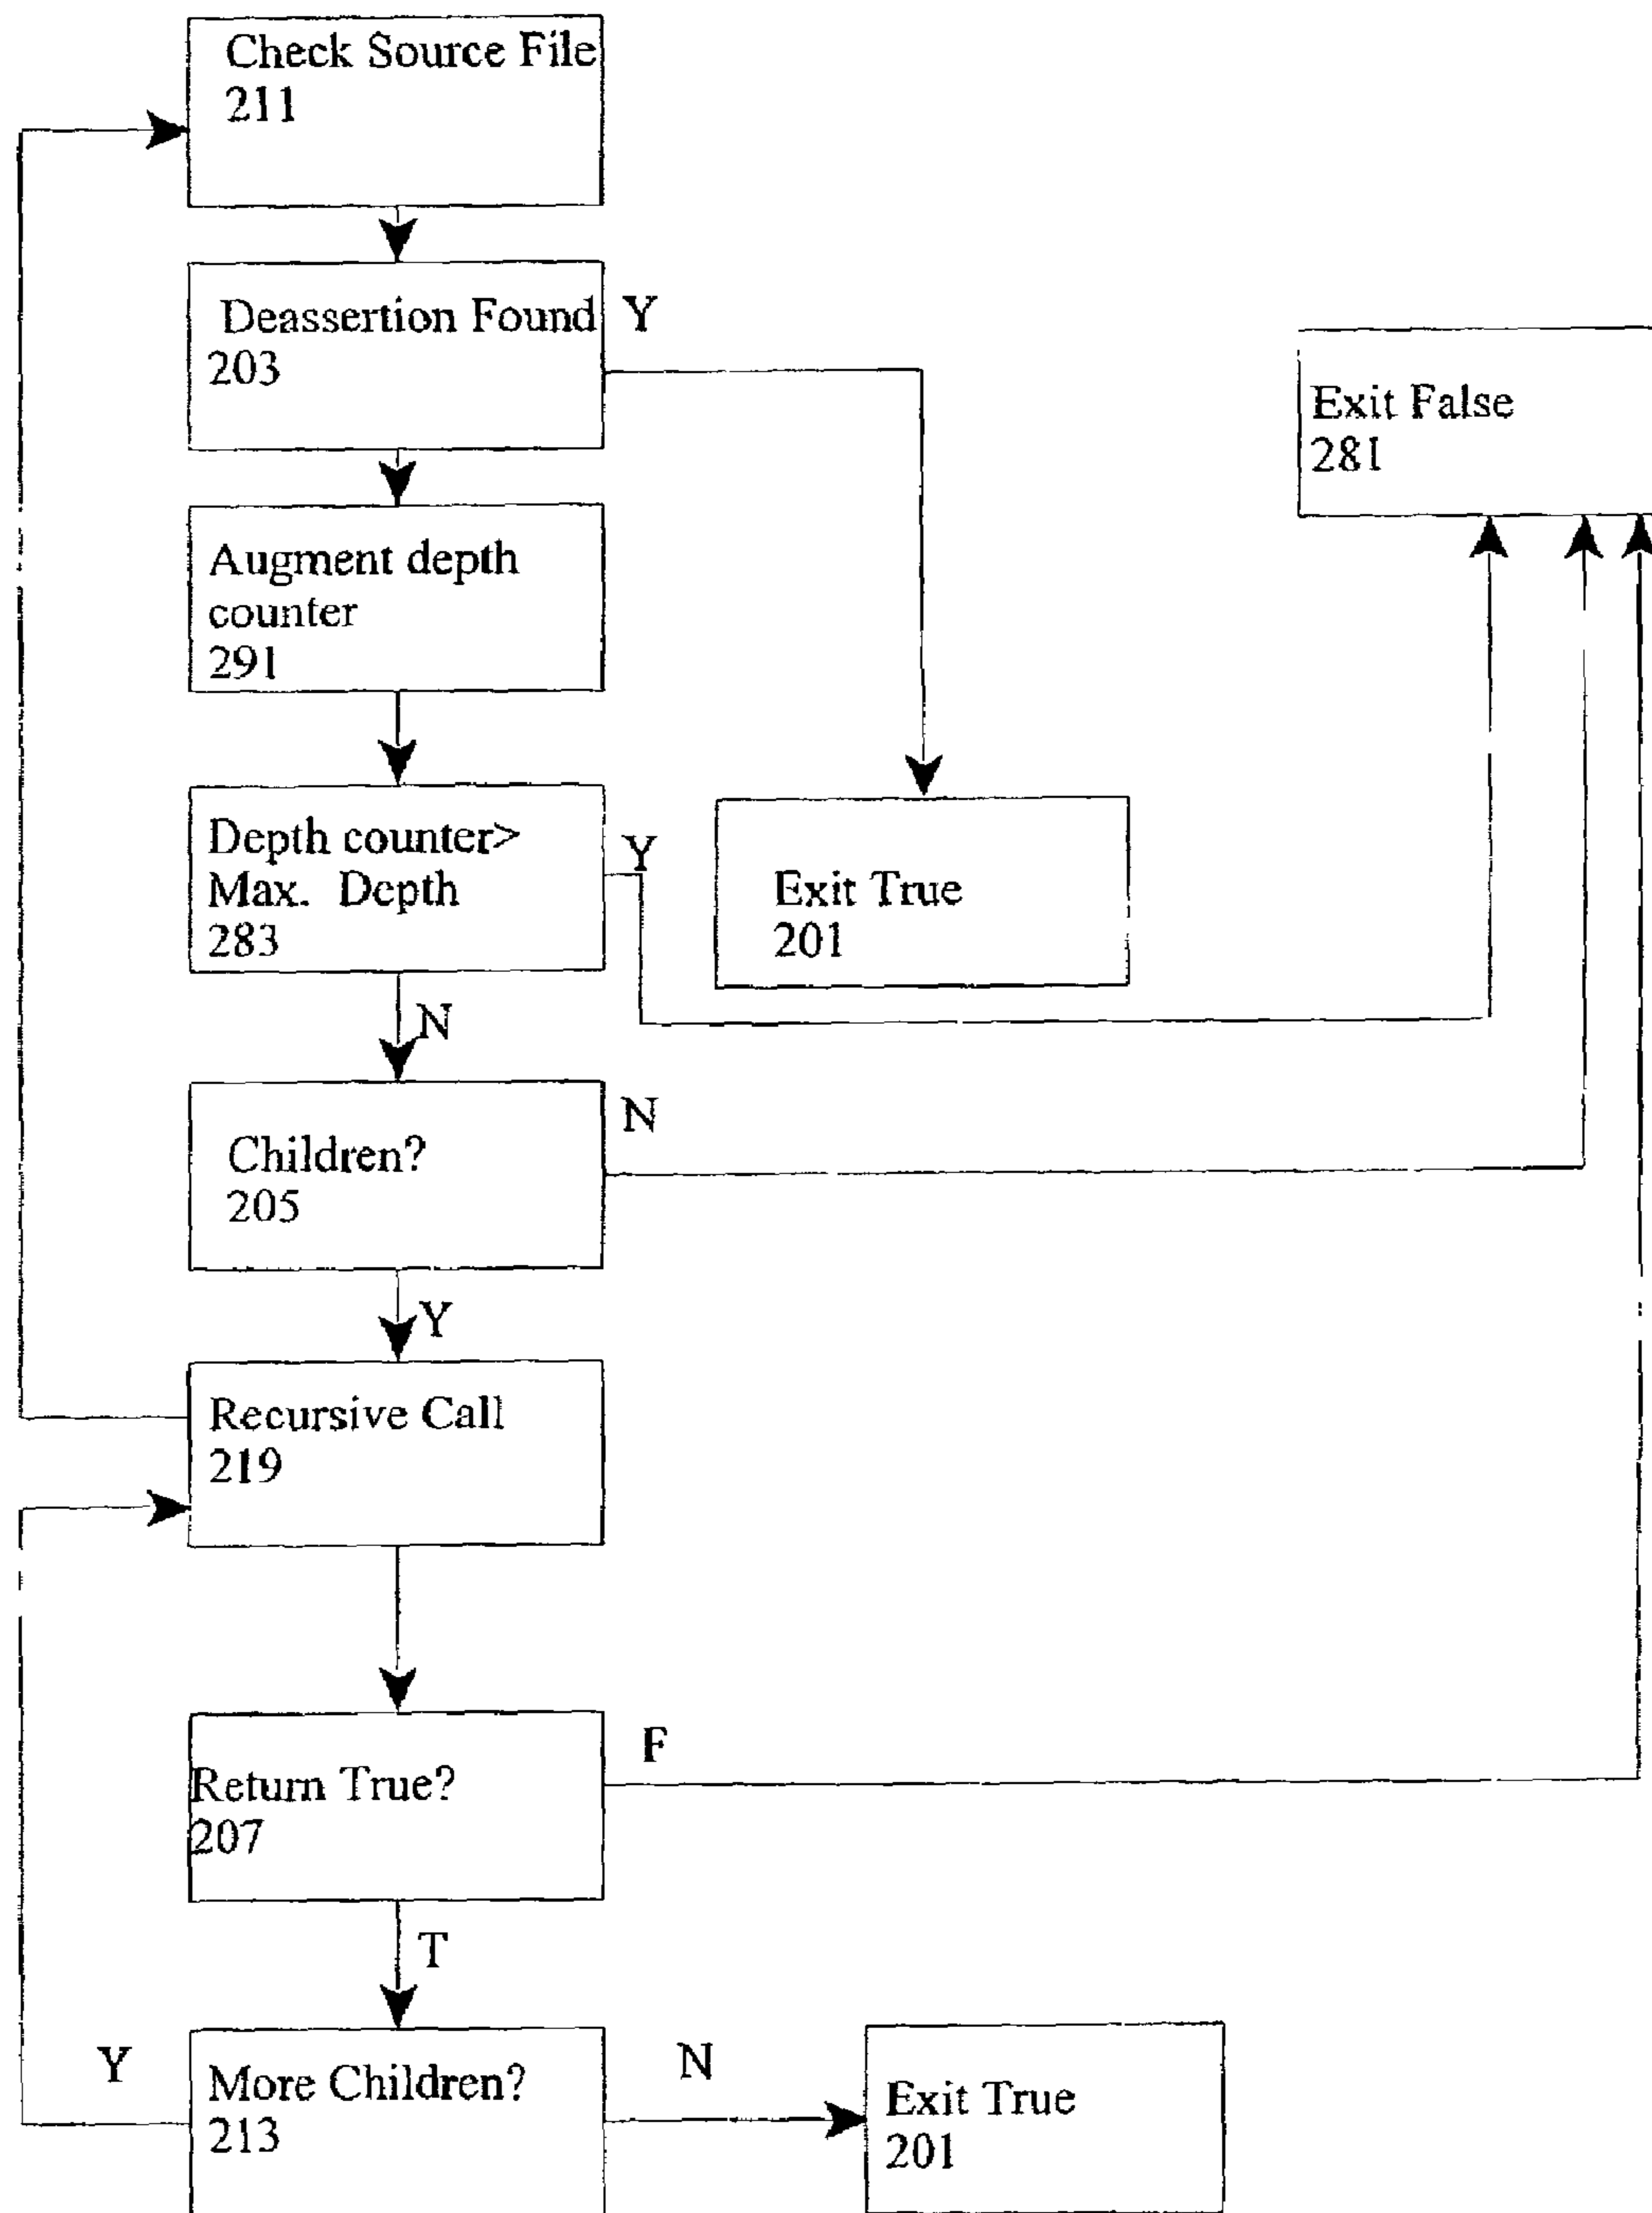 Check Source File
211
Deassertion Found
203
Y
Exit False
281
Augment depth
counter
291
Depth counter>
Max. Depth
283
Y
Exit True
201
N
Children?
205
N
Y
Recursive Call
219
Return True?
207
F
T
Y
More Children?
213
N
Exit True
201